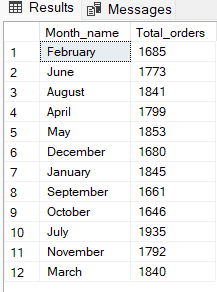 Results Messages
Month_name Total_orders
1 February 1685
2 June 1773
3 August 1841
4 April 1799
5 May 1853
6 December 1680
7 January 1845
8 September 1661
9 October 1646
10 July 1935
11 November 1792
12 March 1840